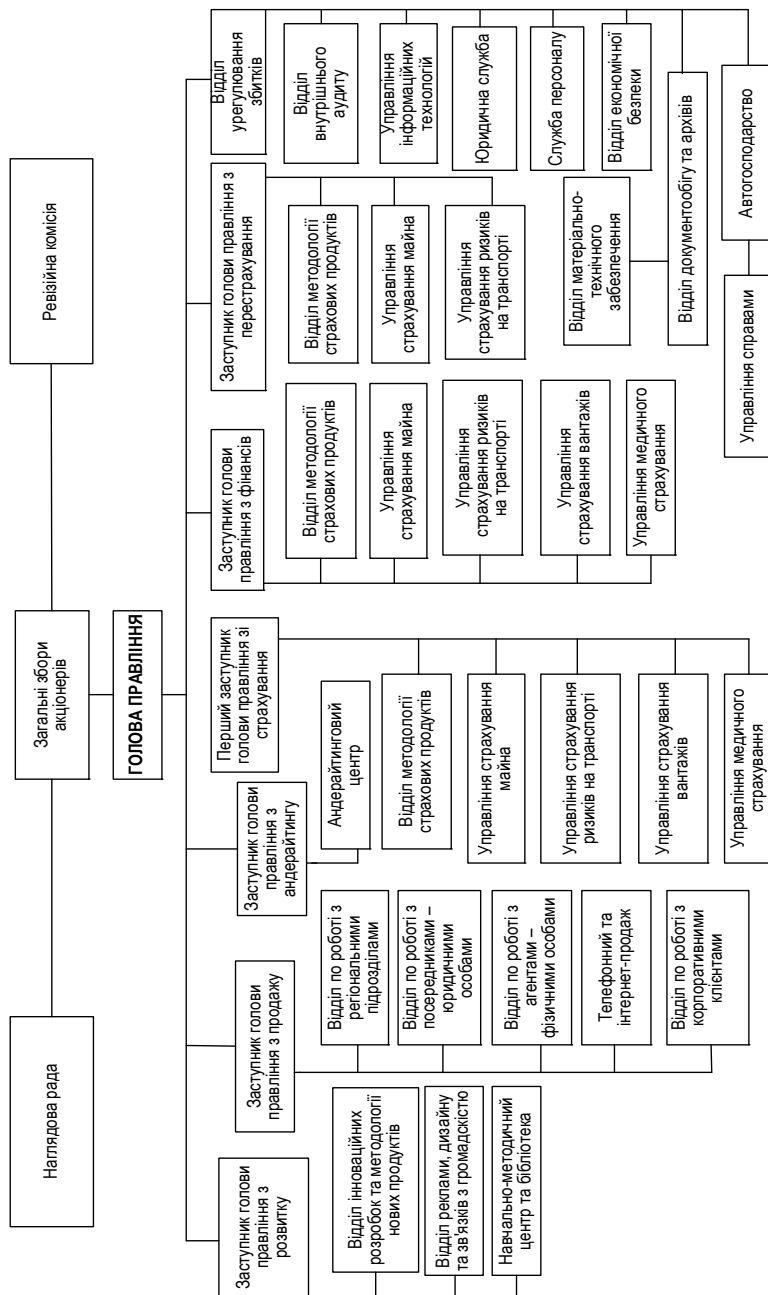 Наглядова рада
Загальні збори
акціонерів
Ревізійна комісія
ГОЛОВА ПРАВЛІННЯ
Заступник голови
правління з
розвитку
Відділ інноваційних
розробок та методології
нових продуктів
Відділ реклами, дизайну
та зв'язків з громадскістю
Навчально-методичний
центр та бібліотека
Заступник голови
правління з продажу
Відділ по роботі з
регіональними
підрозділами
Відділ по роботі з
посередниками –
юридичними
особами
Відділ по роботі з
агентами –
фізичними особами
Телефонний та
інтернет-продаж
Відділ по роботі з
корпоративними
клієнтами
Заступник голови
правління з
андерайтингу
Андерайтинговий
центр
Перший заступник
голови правління зі
страхування
Відділ методології
страхових продуктів
Управління страхування
майна
Управління страхування
ризиків на транспорті
Управління страхування
вантажів
Управління медичного
страхування
Заступник голови
правління з фінансів
Відділ методології
страхових продуктів
Управління
страхування майна
Управління
страхування ризиків
на транспорті
Управління
страхування вантажів
Управління медичного
страхування
Заступник голови правління з
перестрахування
Відділ методології
страхових продуктів
Управління
страхування майна
Управління
страхування ризиків
на транспорті
Відділ
урегулювання
збитків
Відділ
внутрішнього
аудиту
Управління
інформаційних
технологій
Юридична служба
Служба персоналу
Відділ економічної
безпеки
Відділ матеріально-
технічного
забезпечення
Відділ документообігу та архівів
Управління справами
Автогосподарство